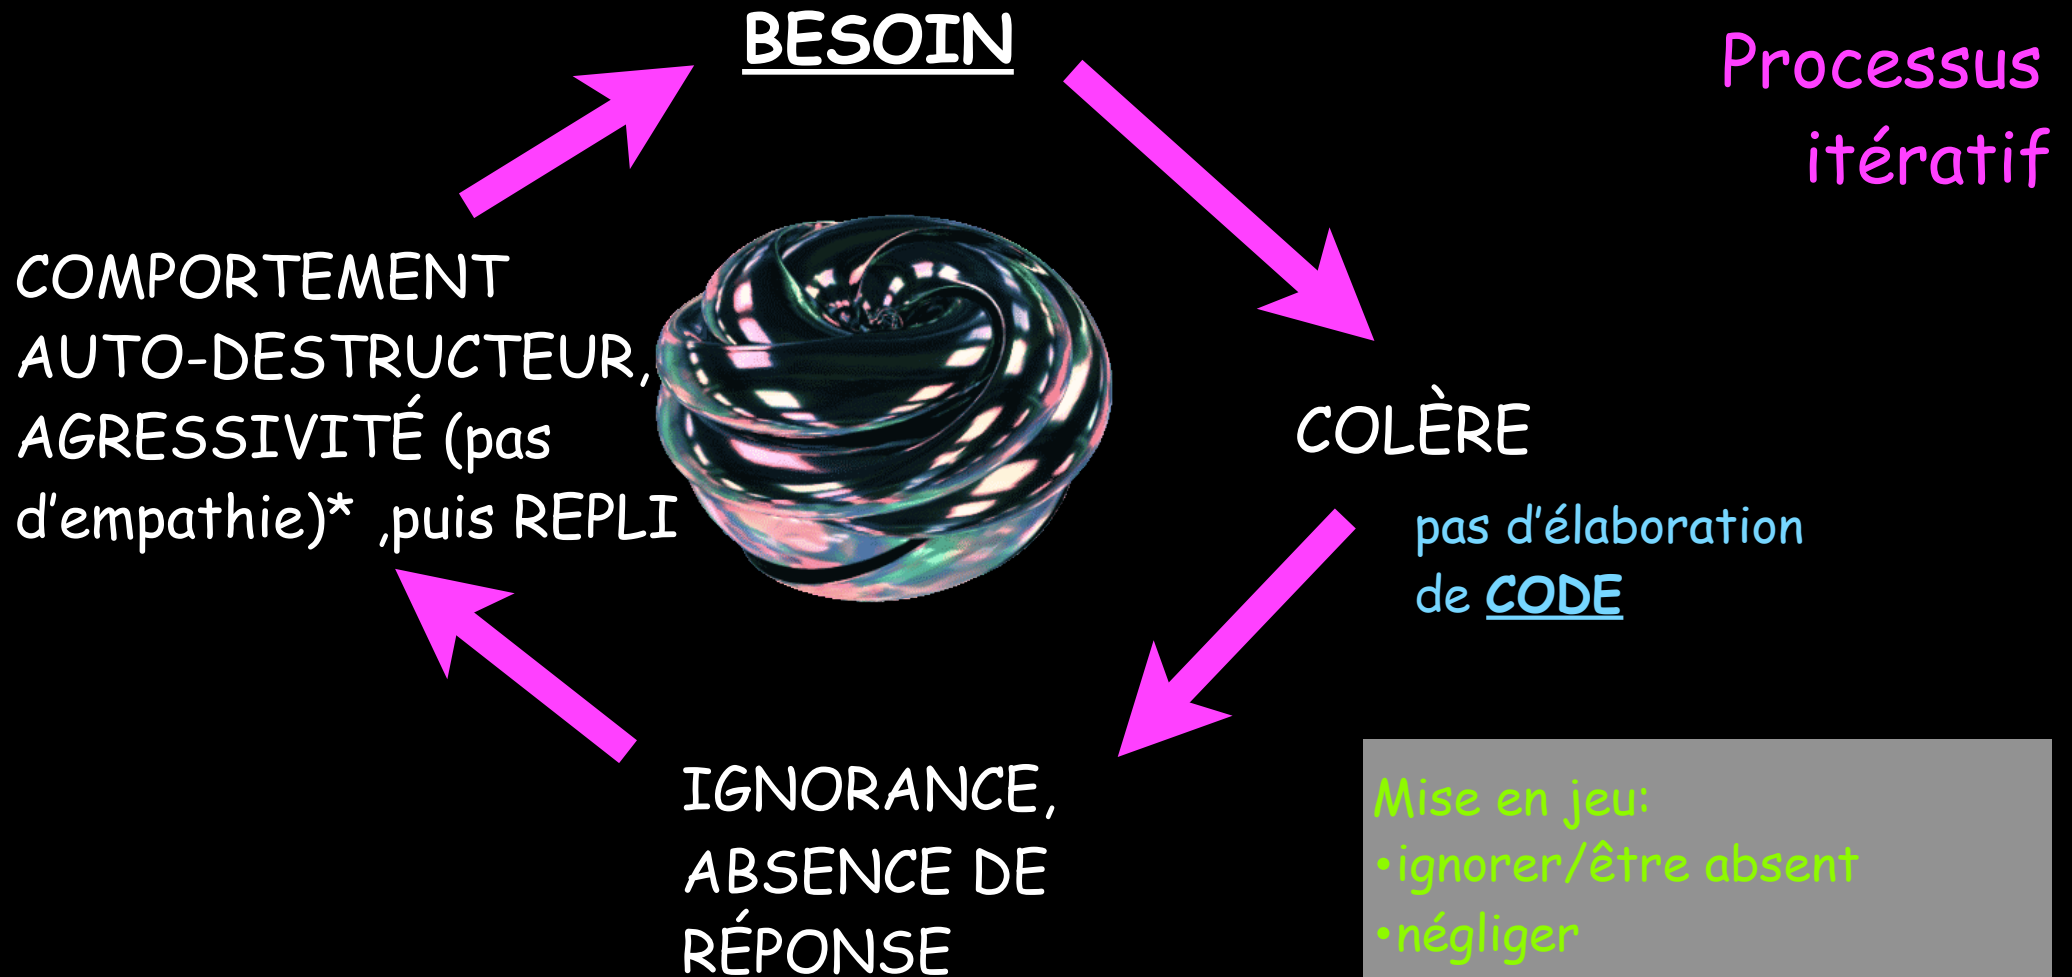 BESOIN
Processus
itératif
COMPORTEMENT
AUTO-DESTRUCTEUR,
AGRESSIVITÉ (pas
d’empathie)* ,puis REPLI
COLÈRE
pas d’élaboration
de CODE
IGNORANCE,
ABSENCE DE
RÉPONSE
Mise en jeu:
•ignorer/être absent
•négliger